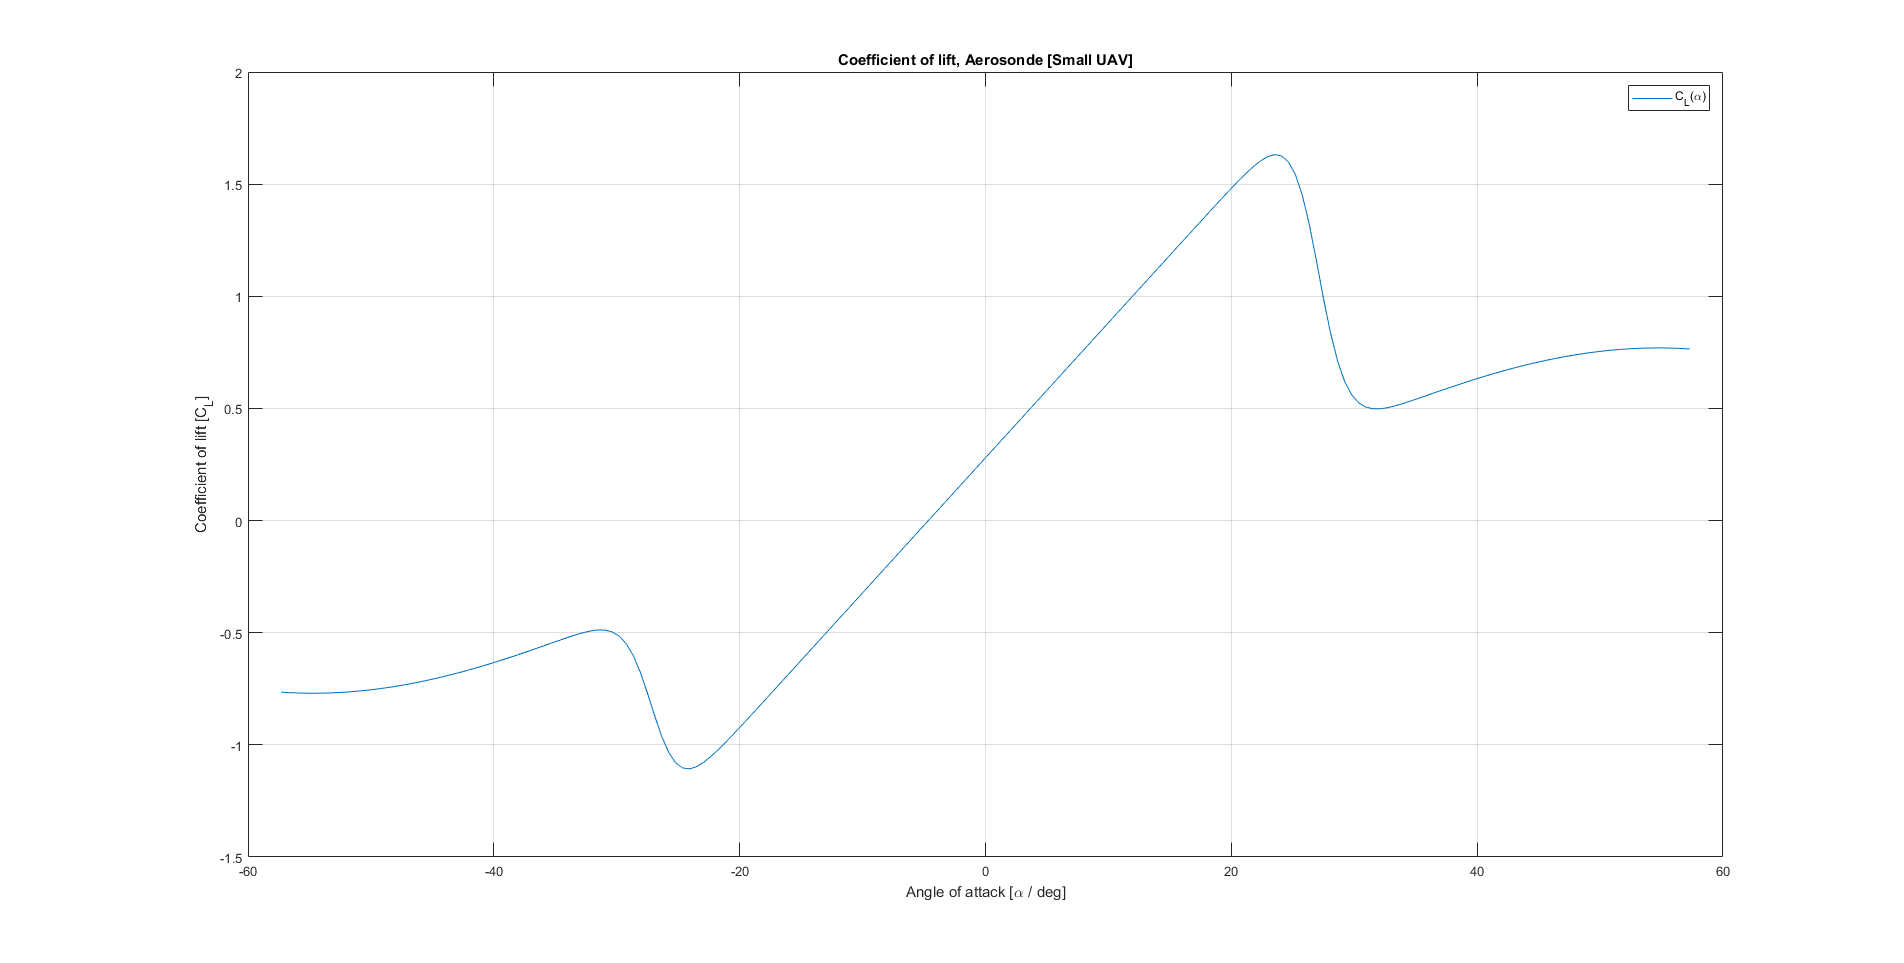 Coefficient of lift, Aerosonde [Small UAV]
C_L(α)
2
1.5
1
0.5
0
-0.5
-1
-1.5
Coefficient of lift [C_L]
-60 -40 -20 0 20 40 60
Angle of attack [α / deg]